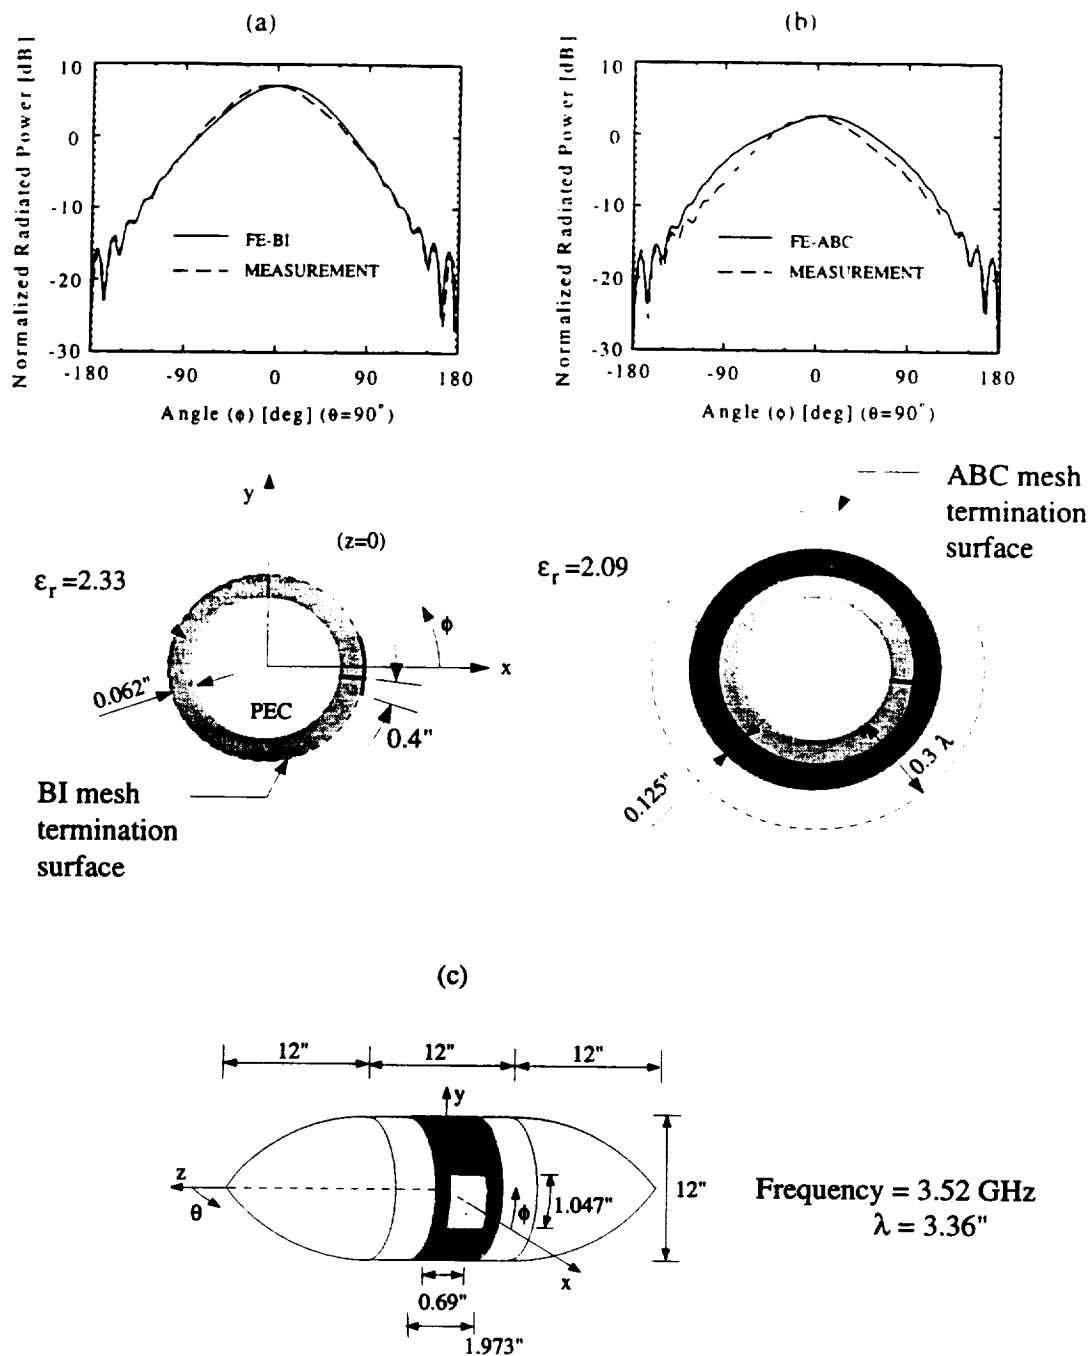 (a)
Normalized Radiated Power [dB]
10
0
-10
-20
-30
FE-BI
MEASUREMENT
-180 -90 0 90 180
Angle (ϕ) [deg] (θ=90°)
(b)
Normalized Radiated Power [dB]
10
0
-10
-20
-30
FE-ABC
MEASUREMENT
-180 -90 0 90 180
Angle (ϕ) [deg] (θ=90°)
y
(z=0)
εr=2.33
ϕ
x
0.062"
PEC
0.4"
BI mesh
termination
surface
ABC mesh
termination
surface
εr=2.09
0.3 λ
0.125"
(c)
12" 12" 12"
y
z
θ
ϕ
1.047"
12"
x
0.69"
1.973"
Frequency = 3.52 GHz
λ = 3.36"